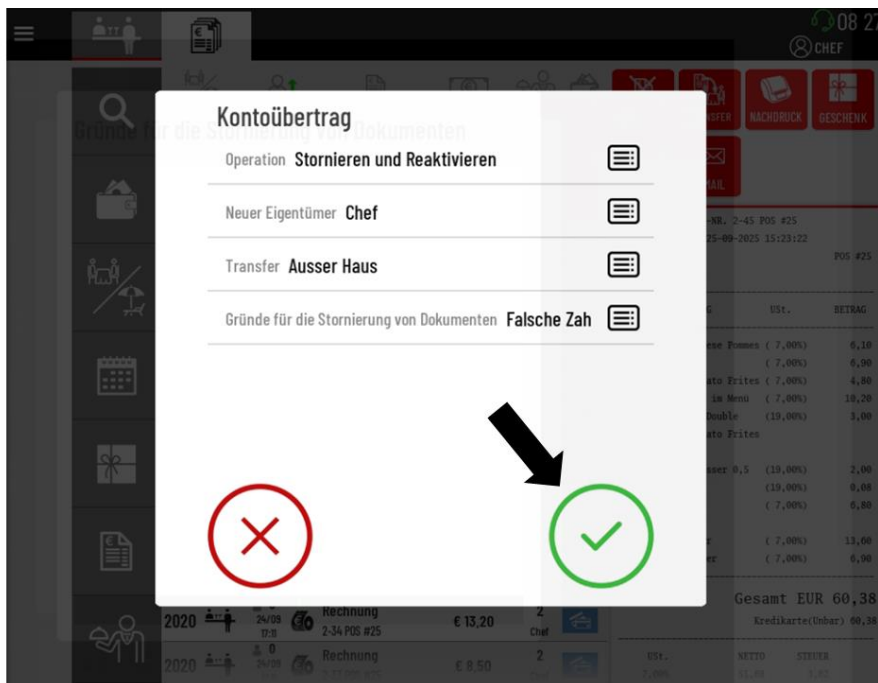 08 27
CHEF
Gründe für die Stornierung von Dokumenten
NACHDRUCK
GESCHENK
Kontoübertrag
Operation Stornieren und Reaktivieren
Neuer Eigentümer Chef
Transfer Ausser Haus
Gründe für die Stornierung von Dokumenten Falsche Zah
-NR. 2-45 POS #25
25-09-2025 15:23:22
POS #25
USt. BETRAG
ese Pommes ( 7,00%) 6,10
( 7,00%) 6,90
ato Frites ( 7,00%) 4,80
im Menü ( 7,00%) 10,20
Double (19,00%) 3,00
ato Frites
sser 0,5 (19,00%) 2,00
(19,00%) 0,08
( 7,00%) 6,80
( 7,00%) 13,60
er ( 7,00%) 6,90
Gesamt EUR 60,38
Kredikarte(Unbar) 60,38
2020 24/09 Rechnung 2-34 POS #25 € 13,20 2 Chef
2020 0 24/09 Rechnung € 8,50 2
USt. NETTO STEUER